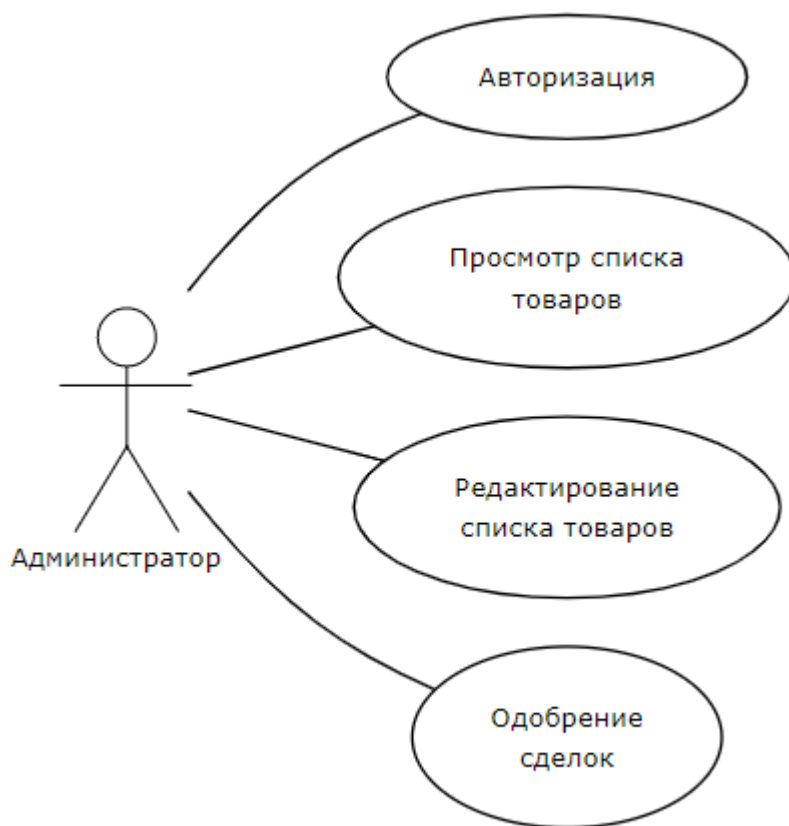 Авторизация
Просмотр списка
товаров
Редактирование
списка товаров
Администратор
Одобрение
сделок